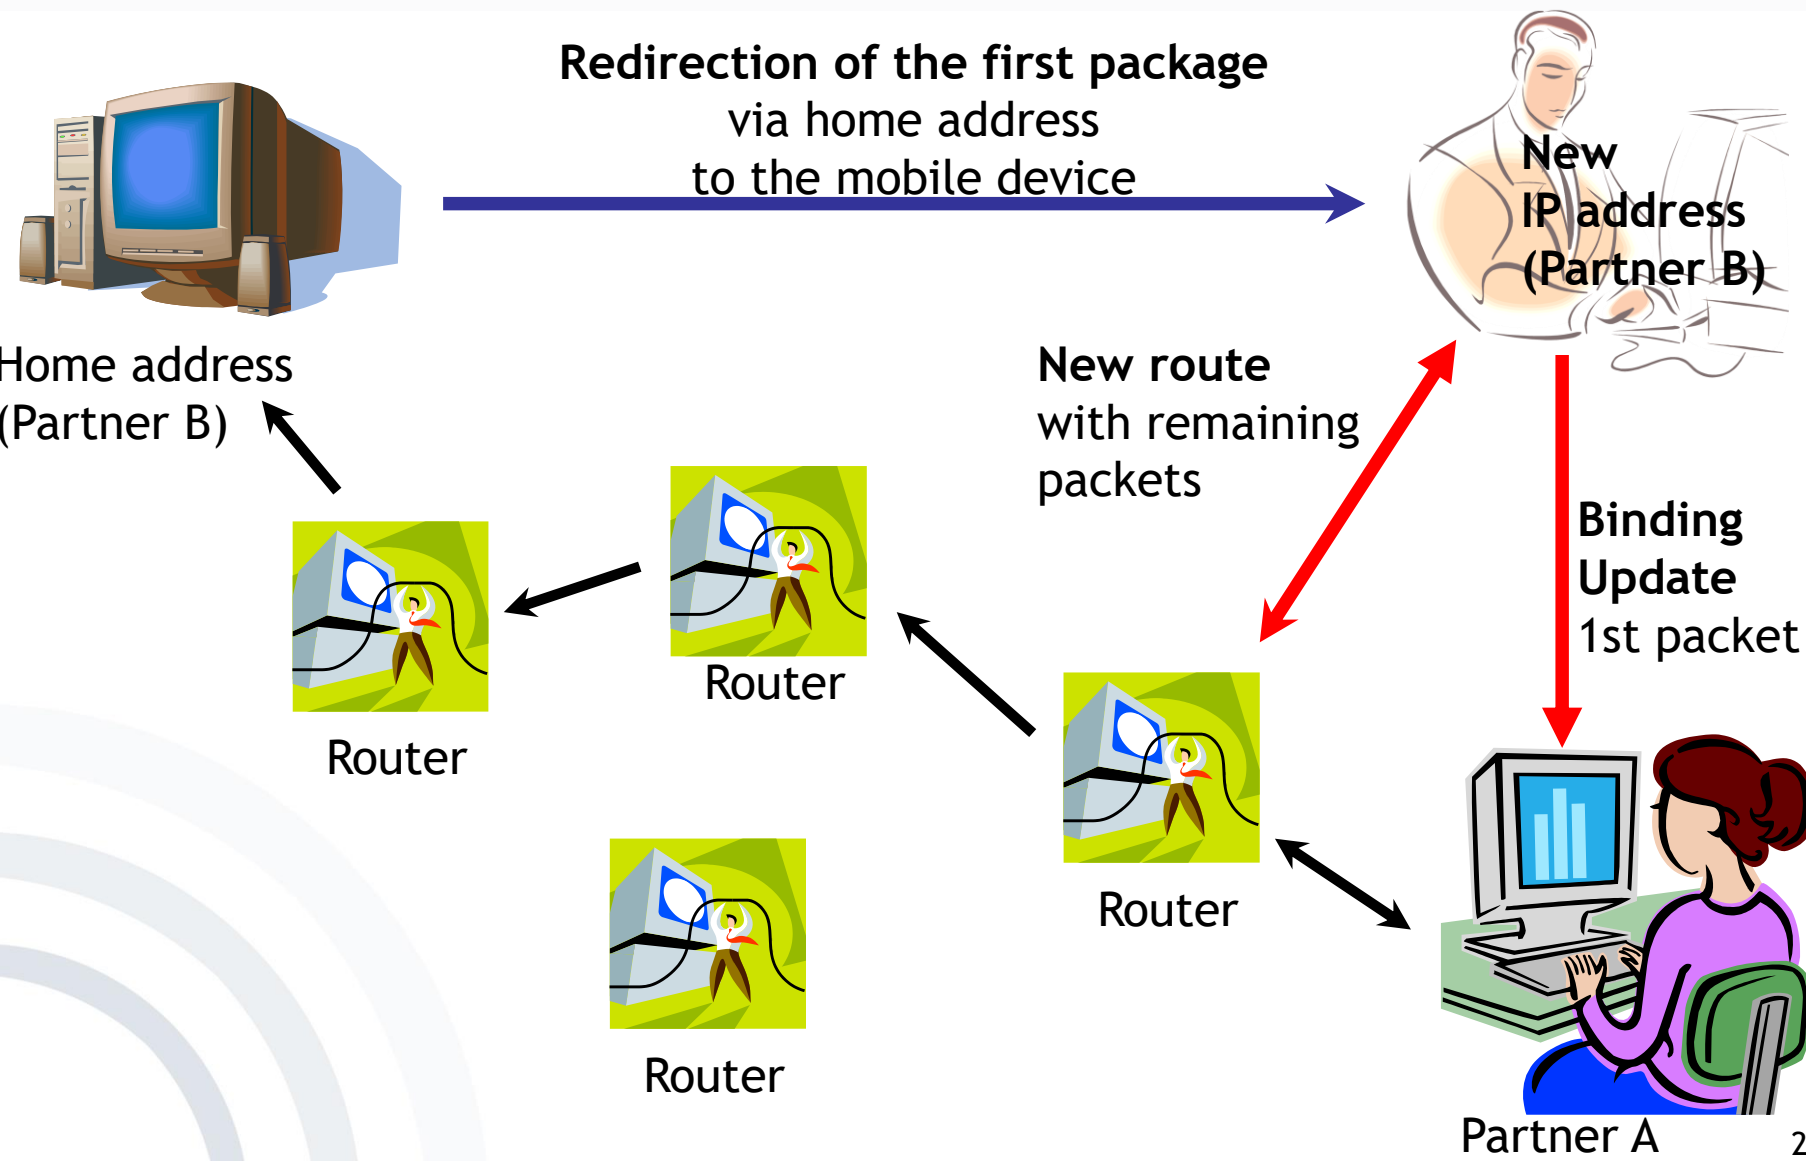 Redirection of the first package
via home address
to the mobile device
New
IP address
(Partner B)
Home address
(Partner B)
New route
with remaining
packets
Binding
Update
1st packet
Router
Router
Router
Router
Partner A
2